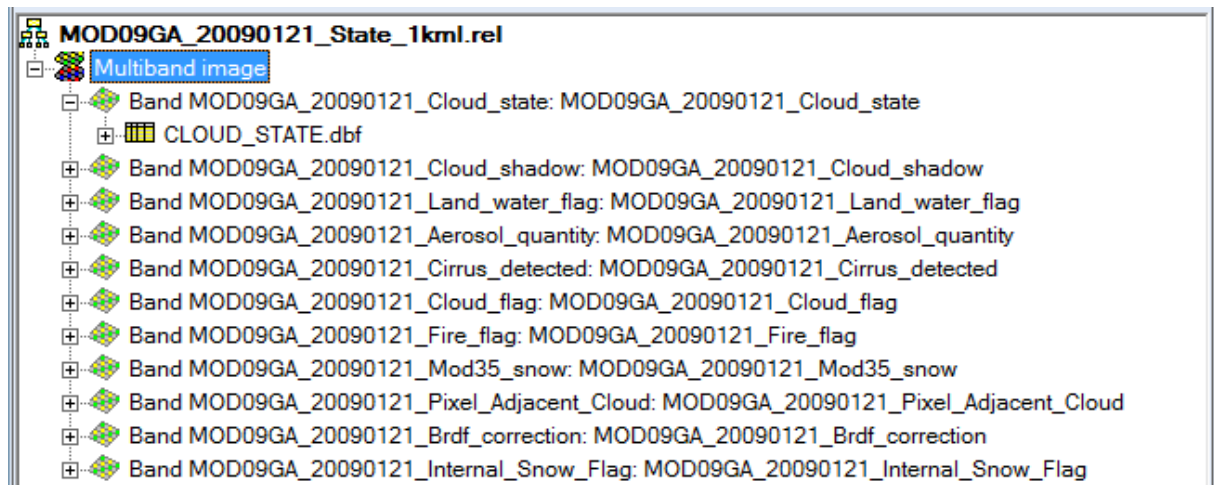 MOD09GA_20090121_State_1kml.rel
Multiband image
Band MOD09GA_20090121_Cloud_state: MOD09GA_20090121_Cloud_state
CLOUD_STATE.dbf
Band MOD09GA_20090121_Cloud_shadow: MOD09GA_20090121_Cloud_shadow
Band MOD09GA_20090121_Land_water_flag: MOD09GA_20090121_Land_water_flag
Band MOD09GA_20090121_Aerosol_quantity: MOD09GA_20090121_Aerosol_quantity
Band MOD09GA_20090121_Cirrus_detected: MOD09GA_20090121_Cirrus_detected
Band MOD09GA_20090121_Cloud_flag: MOD09GA_20090121_Cloud_flag
Band MOD09GA_20090121_Fire_flag: MOD09GA_20090121_Fire_flag
Band MOD09GA_20090121_Mod35_snow: MOD09GA_20090121_Mod35_snow
Band MOD09GA_20090121_Pixel_Adjacent_Cloud: MOD09GA_20090121_Pixel_Adjacent_Cloud
Band MOD09GA_20090121_Brdf_correction: MOD09GA_20090121_Brdf_correction
Band MOD09GA_20090121_Internal_Snow_Flag: MOD09GA_20090121_Internal_Snow_Flag